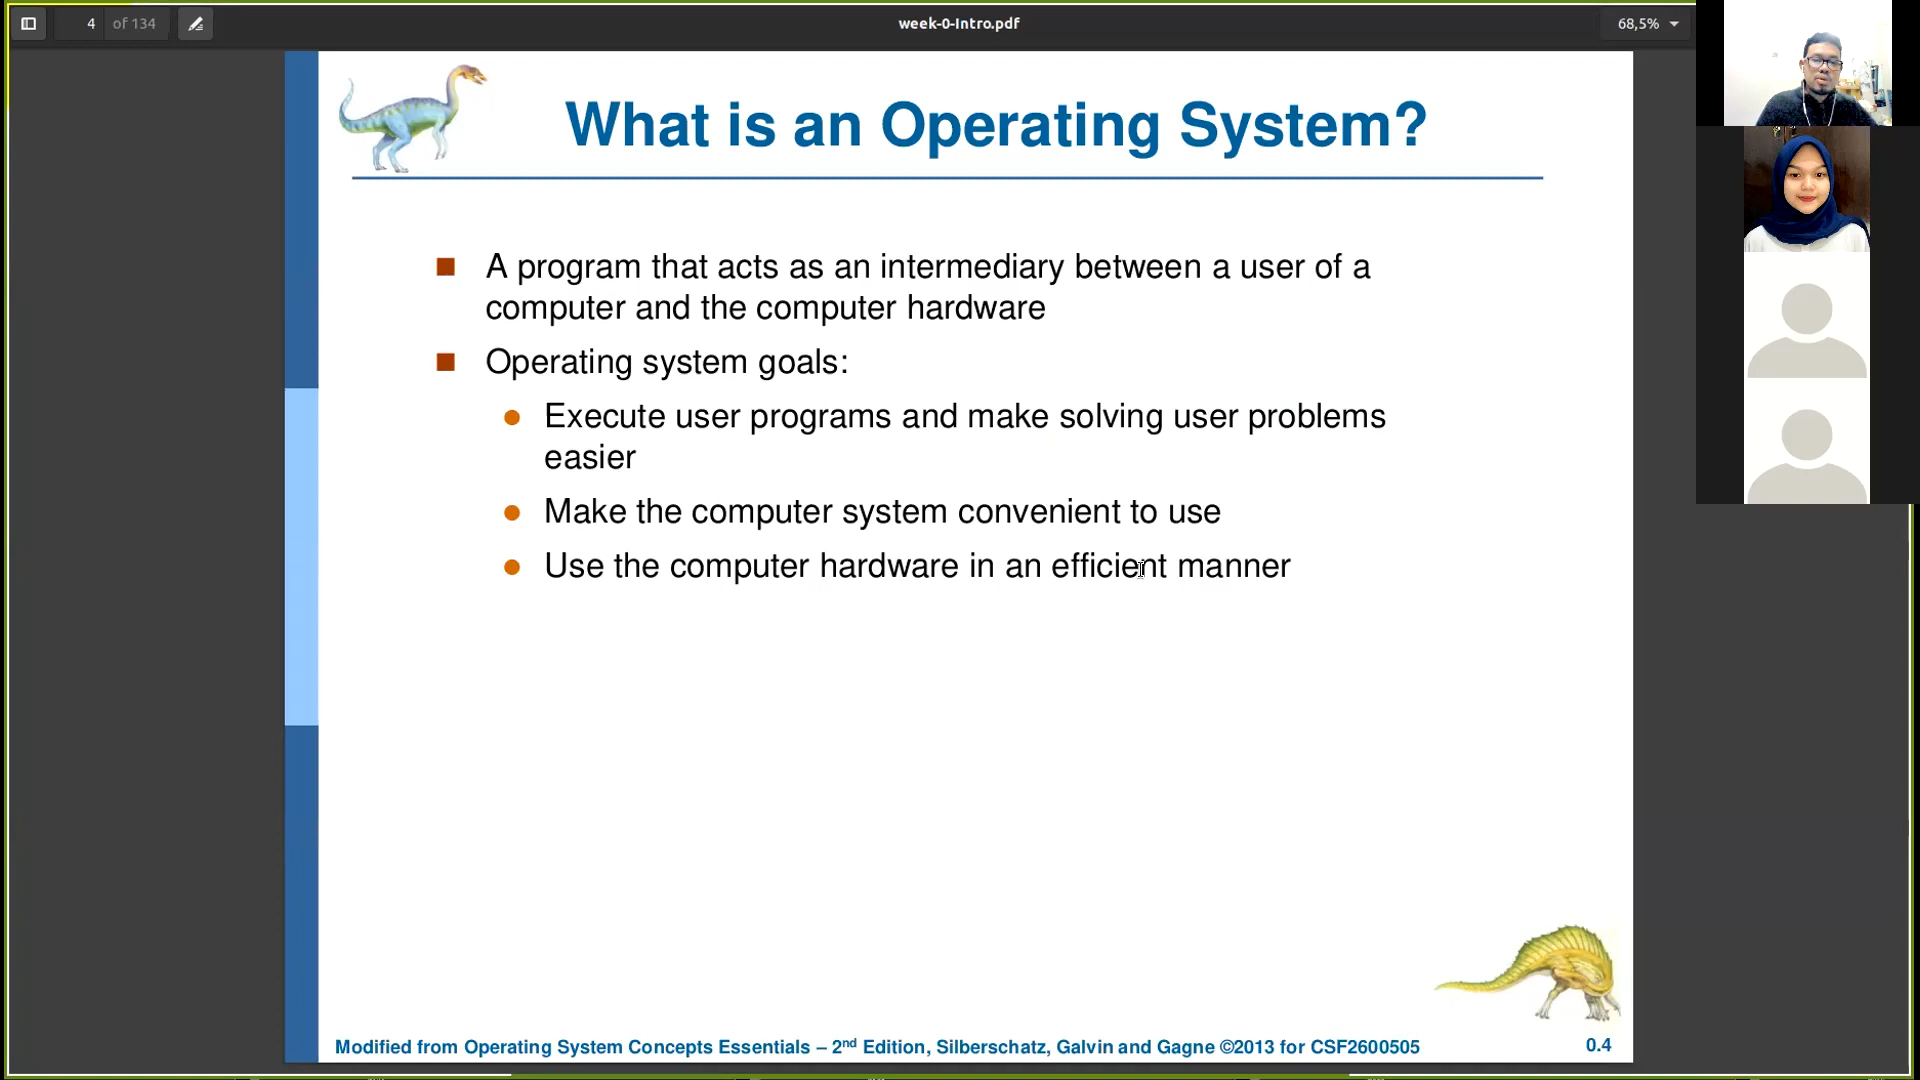 4 of 134
week-0-Intro.pdf
68,5%
What is an Operating System?
A program that acts as an intermediary between a user of a
computer and the computer hardware
Operating system goals:
Execute user programs and make solving user problems
easier
Make the computer system convenient to use
Use the computer hardware in an efficient manner
Modified from Operating System Concepts Essentials – 2nd Edition, Silberschatz, Galvin and Gagne ©2013 for CSF2600505
0.4